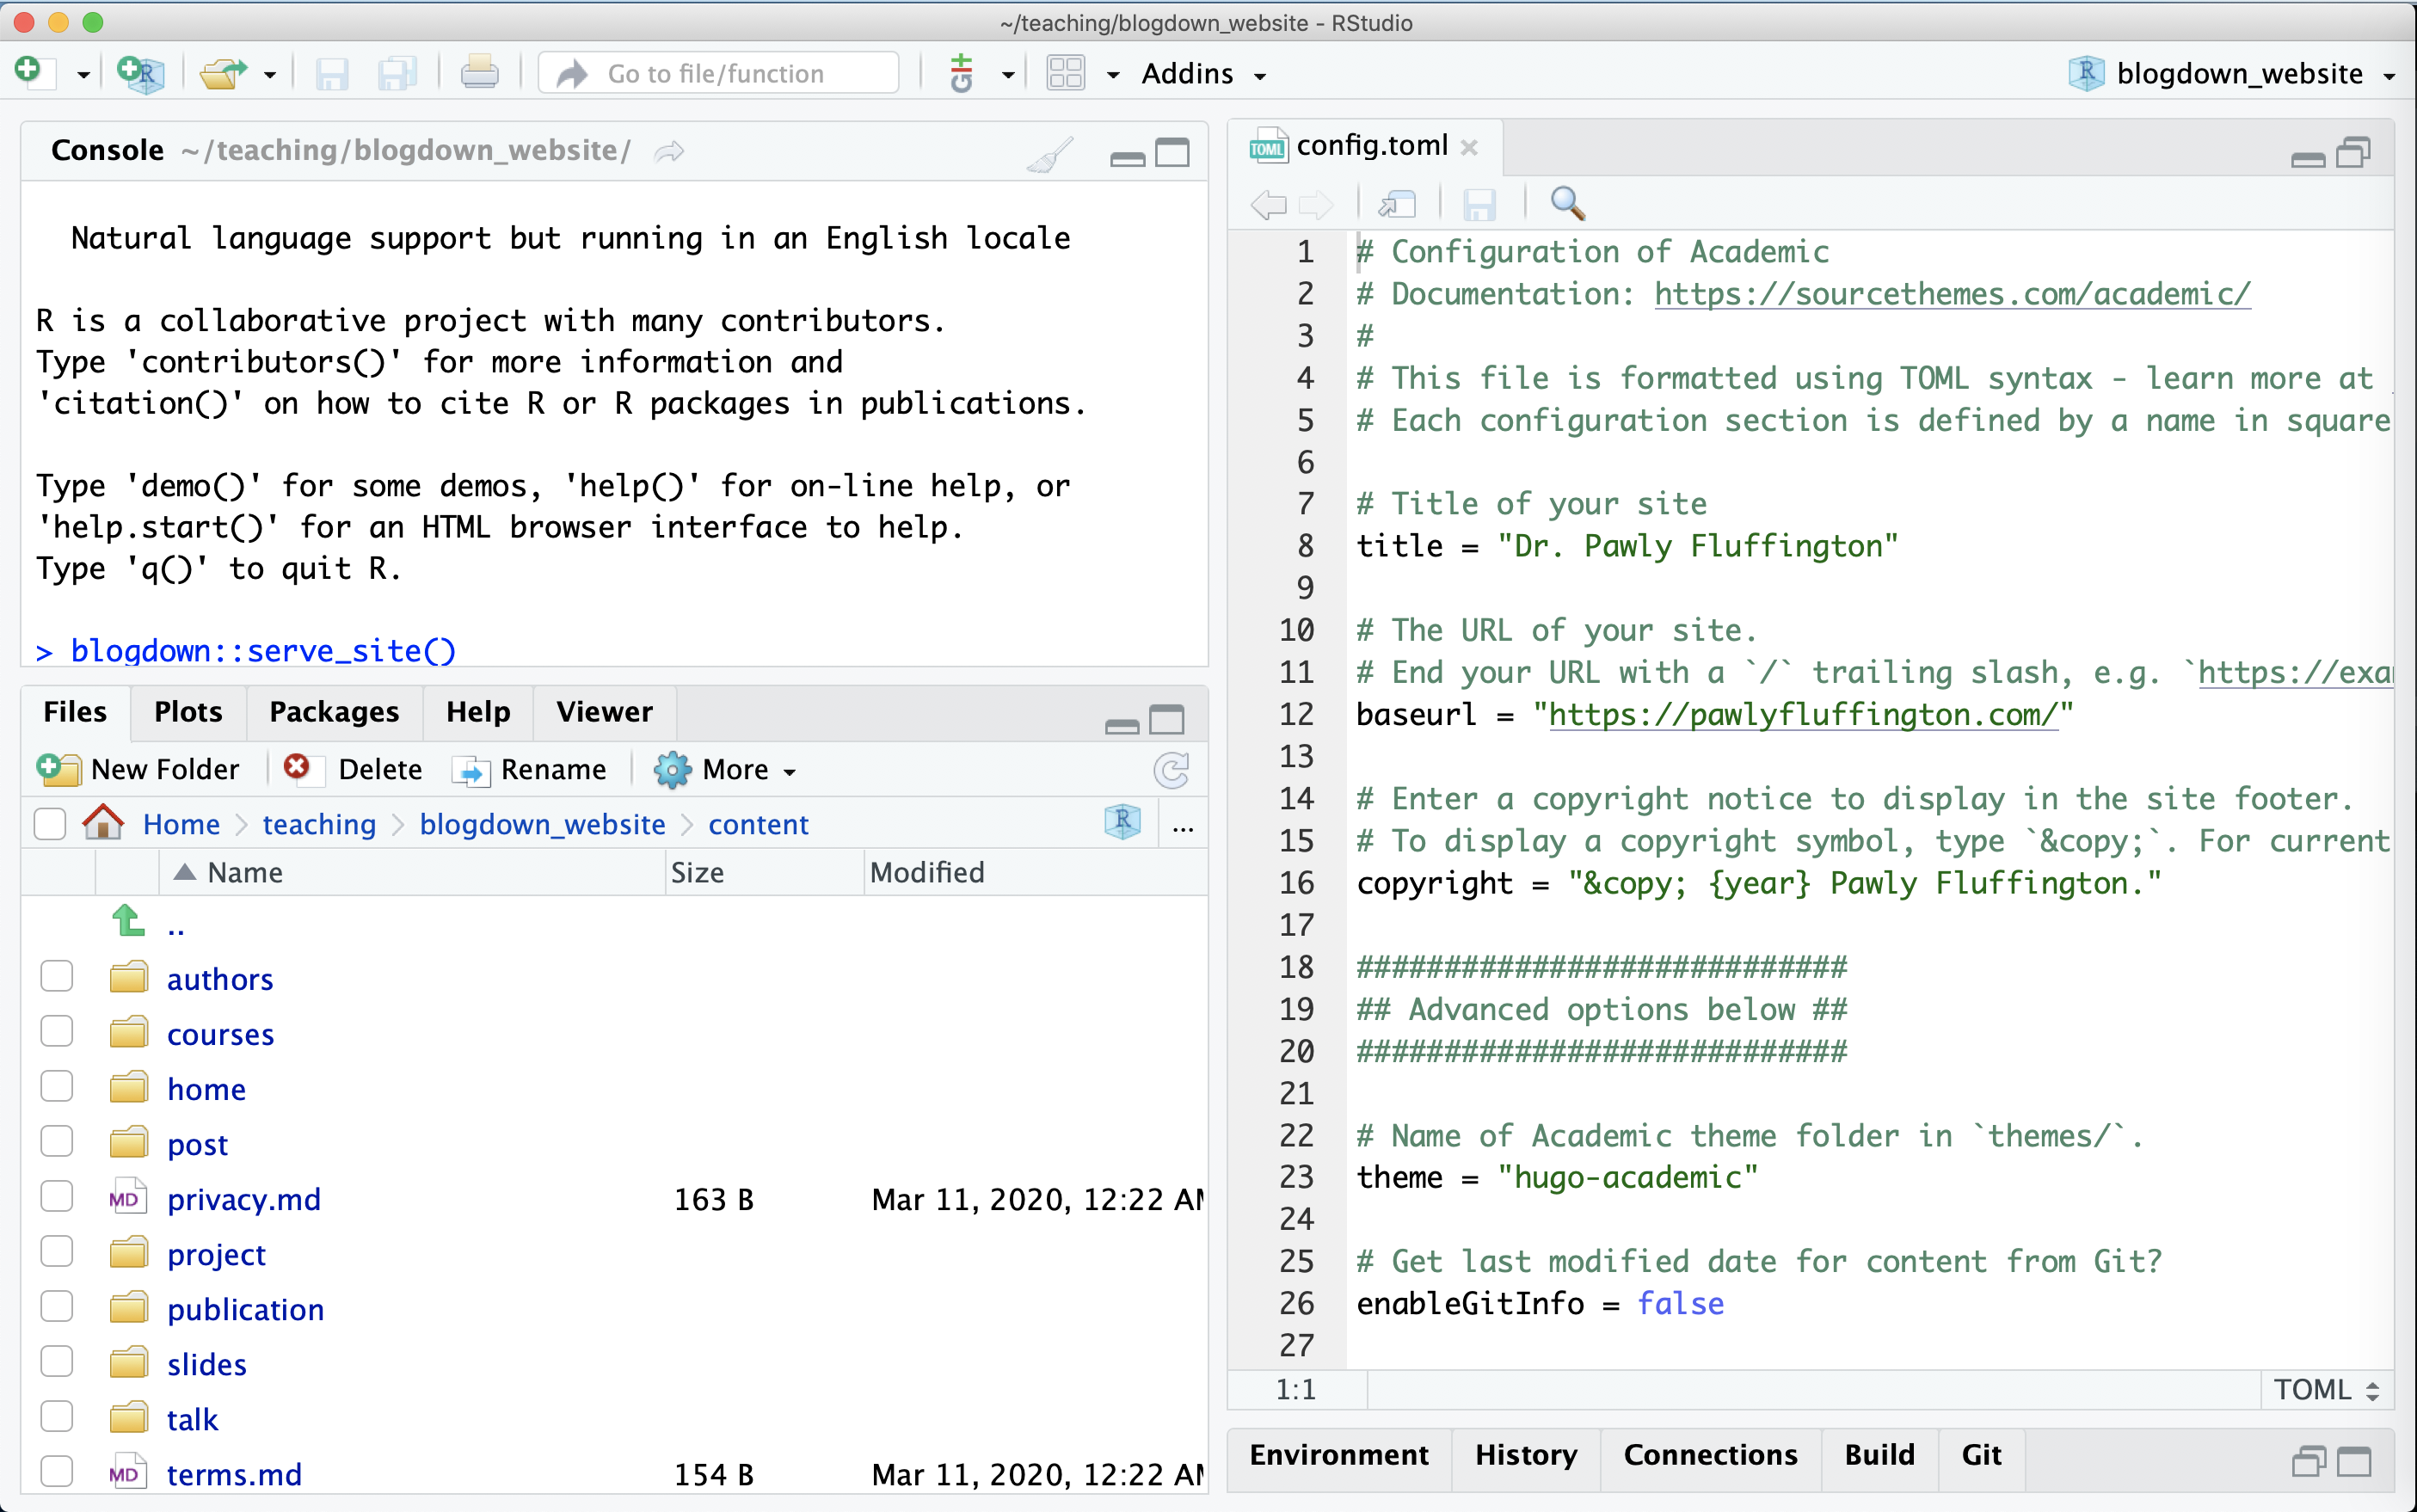 ~/teaching/blogdown_website - RStudio
Go to file/function
Addins
blogdown_website
Console ~/teaching/blogdown_website/
Natural language support but running in an English locale
R is a collaborative project with many contributors.
Type 'contributors()' for more information and
'citation()' on how to cite R or R packages in publications.
Type 'demo()' for some demos, 'help()' for on-line help, or
'help.start()' for an HTML browser interface to help.
Type 'q()' to quit R.
> blogdown::serve_site()
Files Plots Packages Help Viewer
New Folder Delete Rename More
Home teaching blogdown_website content ...
Name Size Modified
..
authors
courses
home
post
MD privacy.md 163 B Mar 11, 2020, 12:22 AM
project
publication
slides
talk
MD terms.md 154 B Mar 11, 2020, 12:22 AM
TOML config.toml
1 # Configuration of Academic
2 # Documentation: https://sourcethemes.com/academic/
3 #
4 # This file is formatted using TOML syntax - learn more at
5 # Each configuration section is defined by a name in square
6
7 # Title of your site
8 title = "Dr. Pawly Fluffington"
9
10 # The URL of your site.
11 # End your URL with a `/` trailing slash, e.g. `https://exa
12 baseurl = "https://pawlyfluffington.com/"
13
14 # Enter a copyright notice to display in the site footer.
15 # To display a copyright symbol, type `&copy;`. For current
16 copyright = "&copy; {year} Pawly Fluffington."
17
18 ############################
19 ## Advanced options below ##
20 ############################
21
22 # Name of Academic theme folder in `themes/`.
23 theme = "hugo-academic"
24
25 # Get last modified date for content from Git?
26 enableGitInfo = false
27
1:1 TOML
Environment History Connections Build Git